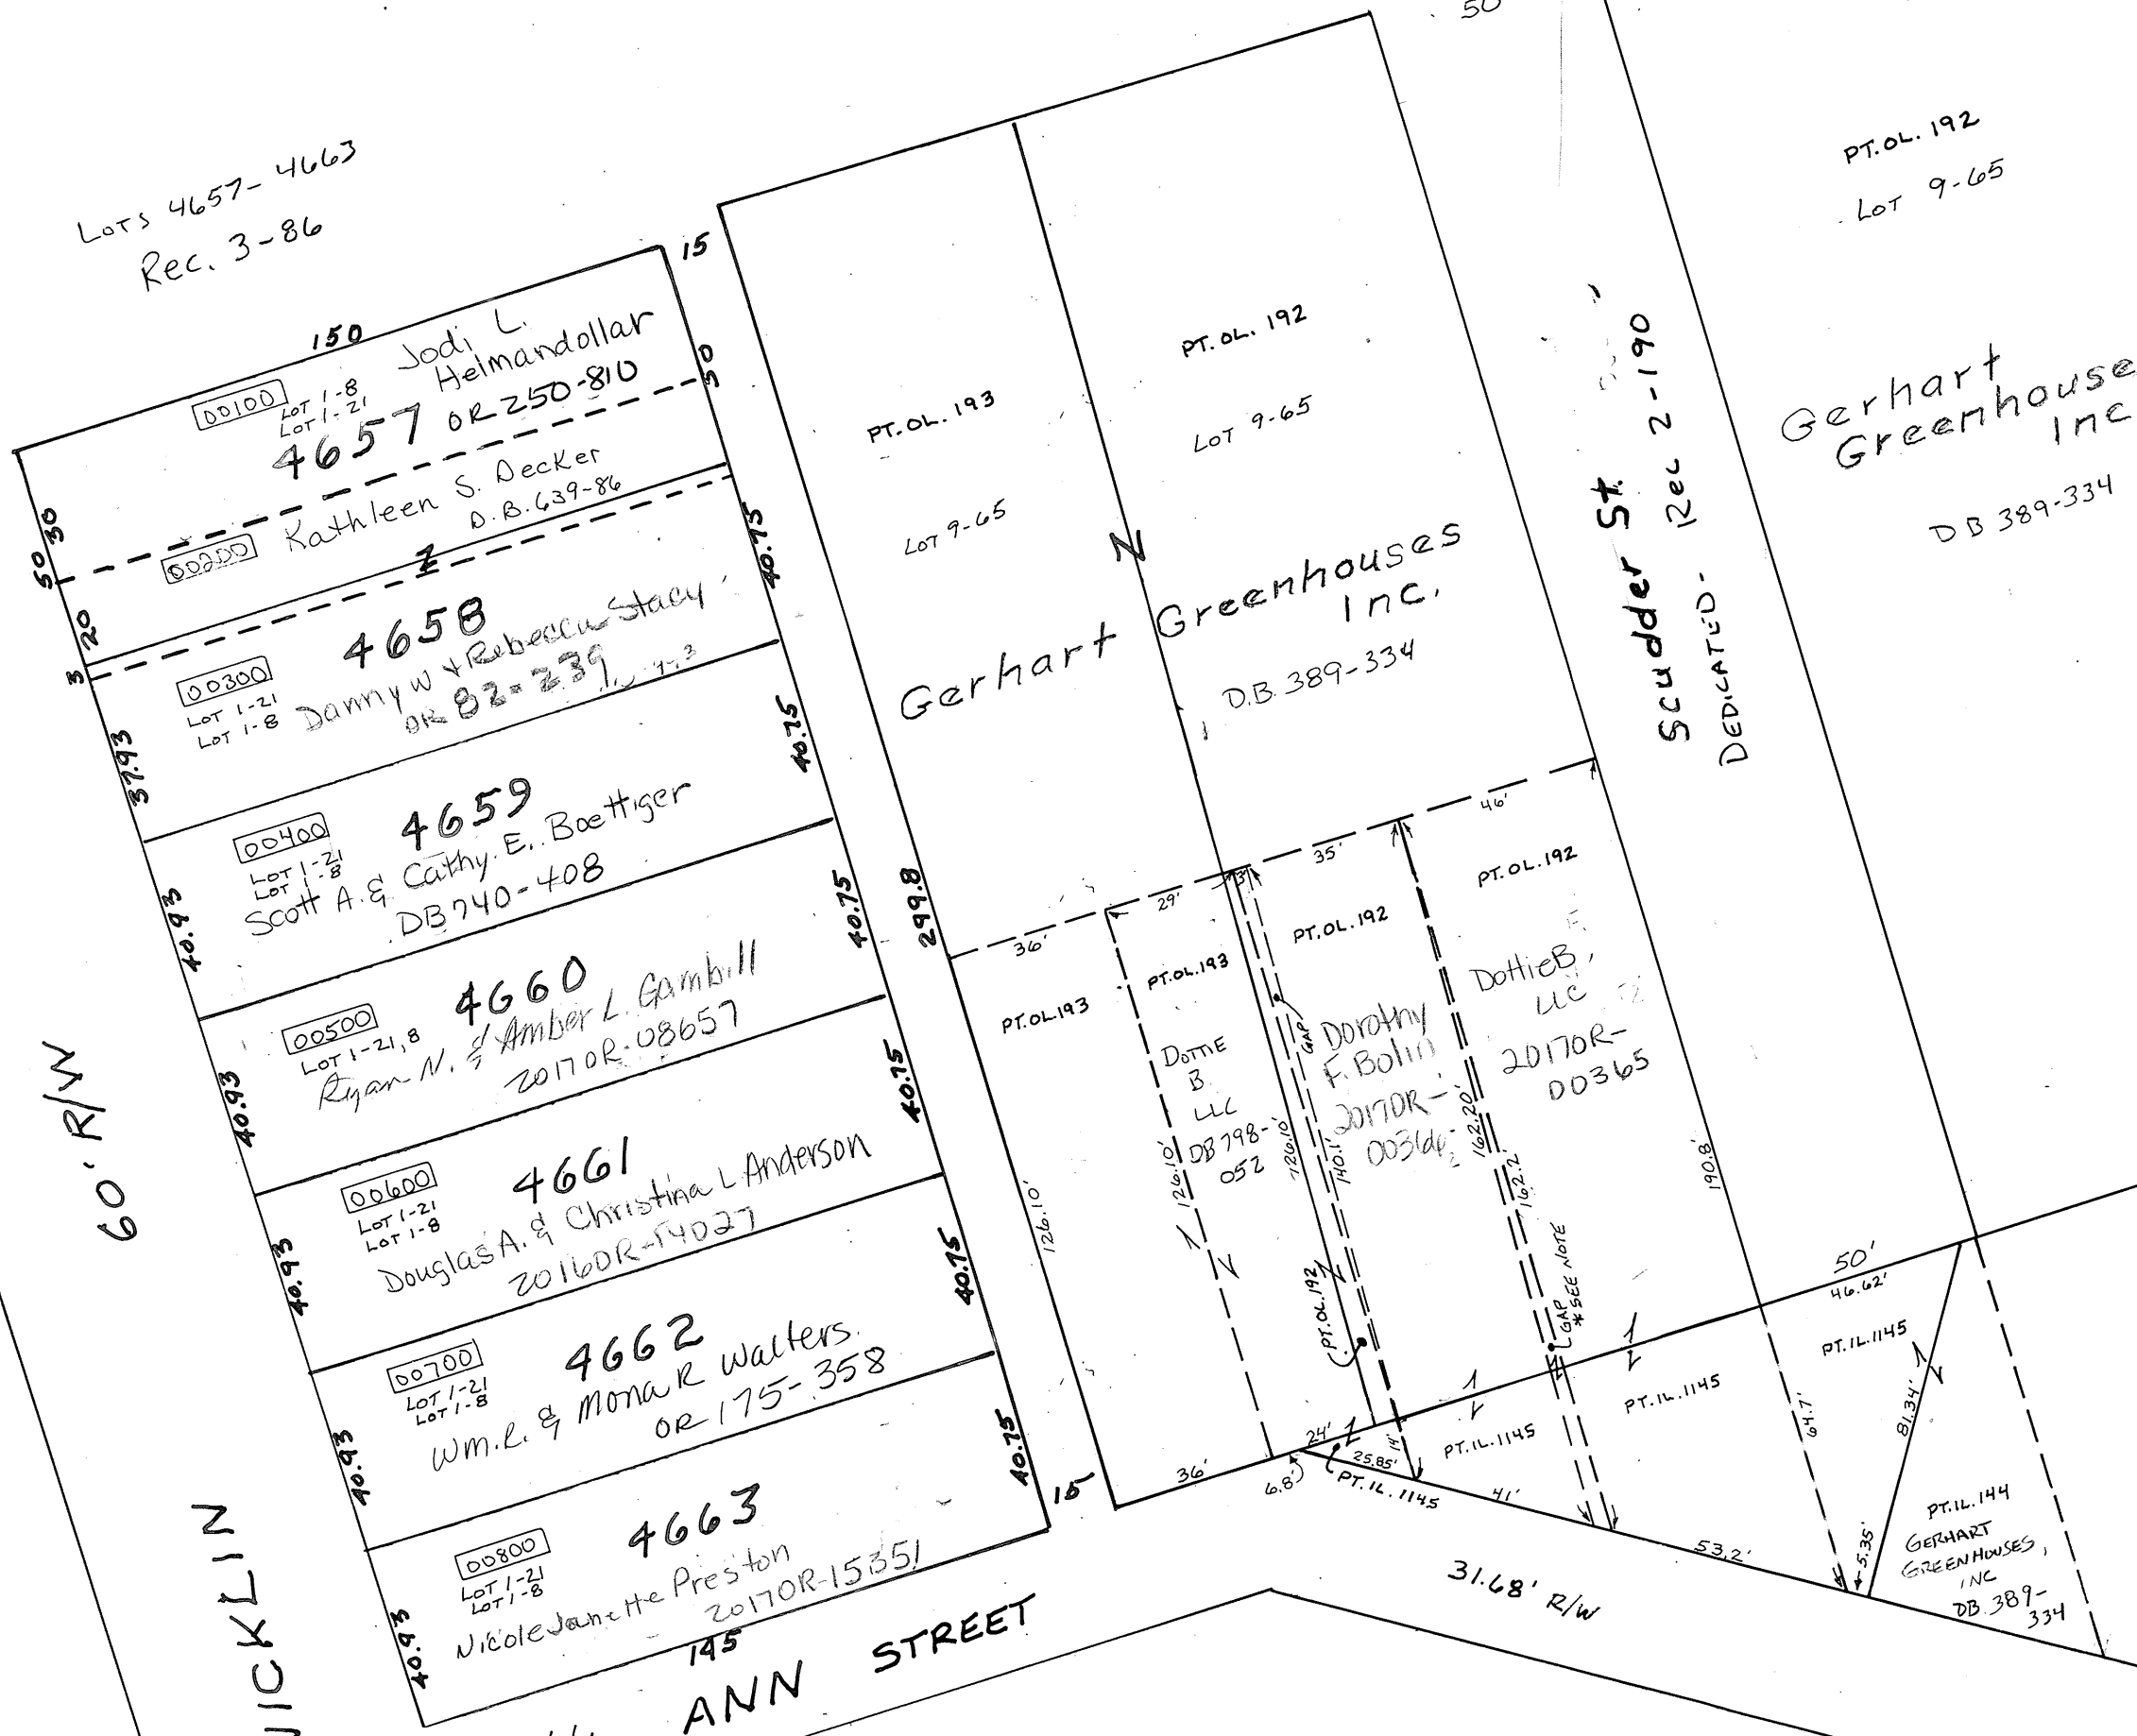 LOTS 4657-4663
Rec. 3-86
150
15
50
00100
LOT 1-8
LOT 1-21
Jodi L.
Helmandollar
4657 OR 250-810
50
50
30
20
3
00200
Kathleen S. Decker
D.B. 639-86
Z
00300
LOT 1-21
LOT 1-8
4658
Danny W & Rebecca Stacy
OR 82-239
37.93
40.75
00400
LOT 1-21
LOT 1-8
4659
Scott A. & Cathy. E. Boettiger
DB 740-408
40.93
40.75
00500
LOT 1-21,8
4660
Ryan N. & Amber L. Gambill
2017OR-08657
40.93
40.75
00600
LOT 1-21
LOT 1-8
4661
Douglas A. & Christina L Anderson
2016OR-14027
40.93
40.75
00700
LOT 1-21
LOT 1-8
4662
Wm. R. & Mona R Walters.
OR 175-358
40.93
40.75
00800
LOT 1-21
LOT 1-8
4663
Nicole Janette Preston
2017OR-15351
40.93
40.75
145
15
40.75
60' R/W
ANN STREET
31.68' R/W
PT. OL. 193
LOT 9-65
PT. OL. 192
LOT 9-65
Z
Gerhart Greenhouses
Inc.
D.B. 389-334
299.8
Scudder St.
DEDICATED- Rec 2-190
PT. OL. 192
LOT 9-65
Gerhart
Greenhouse
Inc
DB 389-334
36'
29'
3'
35'
46'
PT. OL. 193
PT. OL. 193
PT. OL. 192
PT. OL. 192
DOTTIE
B.
LLC
DB 798-
052
GAP
Dorothy
F. Bolin
2017OR-
Dottie B,
LLC
2017OR-
00365
126.10'
126.10'
126.10'
140.1'
162.20'
162.2'
190.8'
PT. OL. 192
GAP
*SEE NOTE
36'
24'
6.8'
25.85'
14'
PT. IL. 1145
41'
PT. IL. 1145
PT. IL. 1145
53.2'
64.7'
5.35'
50'
46.62'
PT. IL. 1145
81.34'
PT. IL. 144
GERHART
GREENHOUSES,
INC
DB. 389-
334